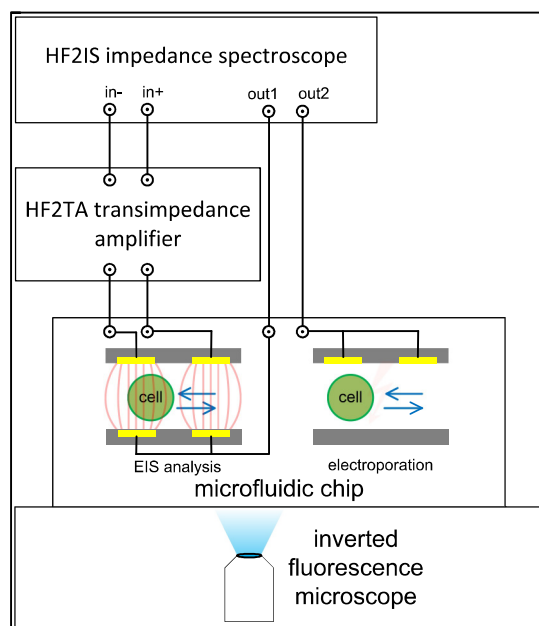 HF2IS impedance spectroscope
in- in+ out1 out2
HF2TA transimpedance
amplifier
cell cell
EIS analysis electroporation
microfluidic chip
inverted
fluorescence
microscope